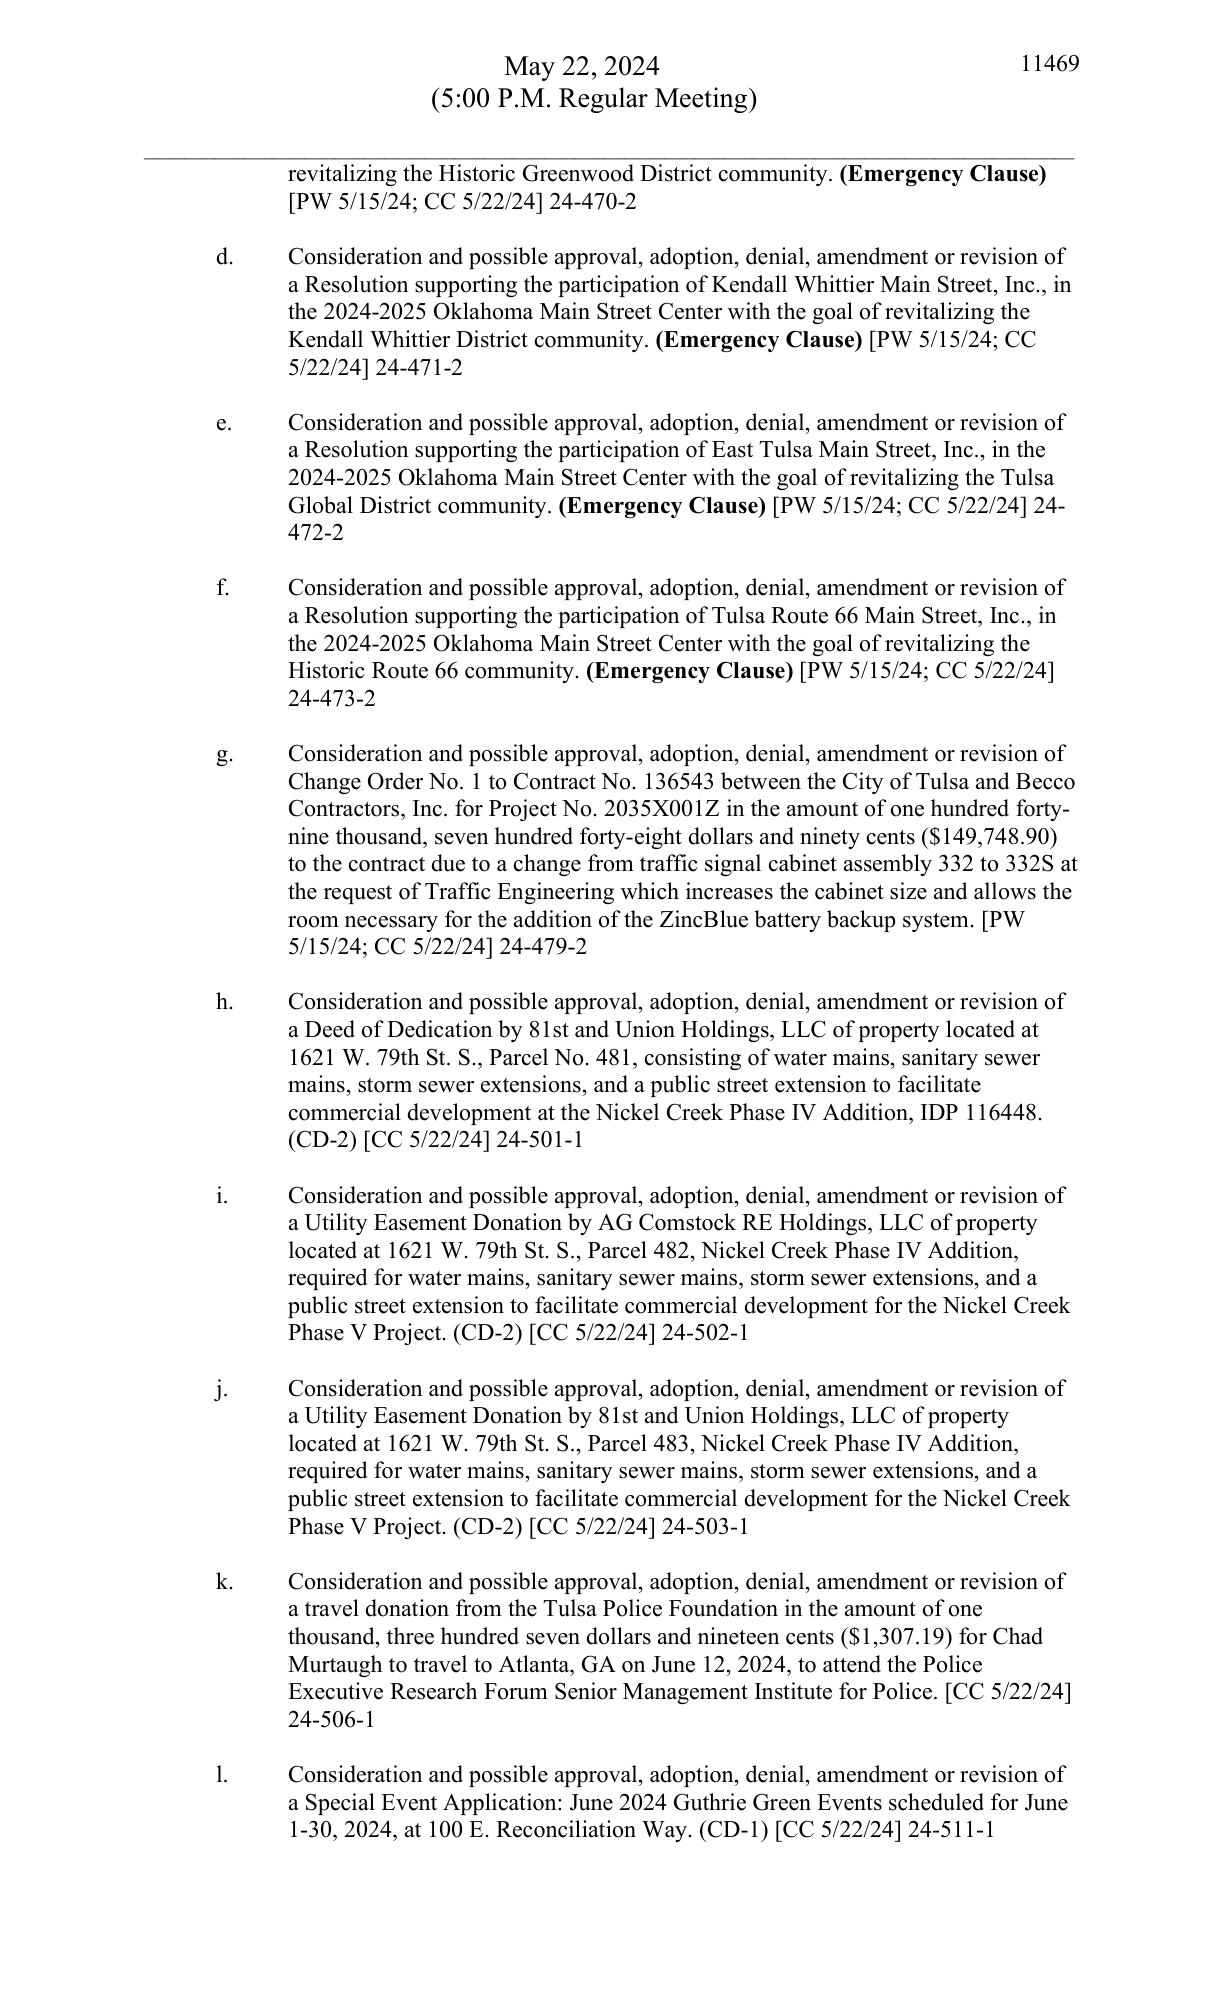 May 22, 2024
11469
(5:00 P.M. Regular Meeting)
revitalizing the Historic Greenwood District community. (Emergency Clause)
[PW 5/15/24; CC 5/22/24] 24-470-2
d. Consideration and possible approval, adoption, denial, amendment or revision of
a Resolution supporting the participation of Kendall Whittier Main Street, Inc., in
the 2024-2025 Oklahoma Main Street Center with the goal of revitalizing the
Kendall Whittier District community. (Emergency Clause) [PW 5/15/24; CC
5/22/24] 24-471-2
e. Consideration and possible approval, adoption, denial, amendment or revision of
a Resolution supporting the participation of East Tulsa Main Street, Inc., in the
2024-2025 Oklahoma Main Street Center with the goal of revitalizing the Tulsa
Global District community. (Emergency Clause) [PW 5/15/24; CC 5/22/24] 24-
472-2
f. Consideration and possible approval, adoption, denial, amendment or revision of
a Resolution supporting the participation of Tulsa Route 66 Main Street, Inc., in
the 2024-2025 Oklahoma Main Street Center with the goal of revitalizing the
Historic Route 66 community. (Emergency Clause) [PW 5/15/24; CC 5/22/24]
24-473-2
g. Consideration and possible approval, adoption, denial, amendment or revision of
Change Order No. 1 to Contract No. 136543 between the City of Tulsa and Becco
Contractors, Inc. for Project No. 2035X001Z in the amount of one hundred forty-
nine thousand, seven hundred forty-eight dollars and ninety cents ($149,748.90)
to the contract due to a change from traffic signal cabinet assembly 332 to 332S at
the request of Traffic Engineering which increases the cabinet size and allows the
room necessary for the addition of the ZincBlue battery backup system. [PW
5/15/24; CC 5/22/24] 24-479-2
h. Consideration and possible approval, adoption, denial, amendment or revision of
a Deed of Dedication by 81st and Union Holdings, LLC of property located at
1621 W. 79th St. S., Parcel No. 481, consisting of water mains, sanitary sewer
mains, storm sewer extensions, and a public street extension to facilitate
commercial development at the Nickel Creek Phase IV Addition, IDP 116448.
(CD-2) [CC 5/22/24] 24-501-1
i. Consideration and possible approval, adoption, denial, amendment or revision of
a Utility Easement Donation by AG Comstock RE Holdings, LLC of property
located at 1621 W. 79th St. S., Parcel 482, Nickel Creek Phase IV Addition,
required for water mains, sanitary sewer mains, storm sewer extensions, and a
public street extension to facilitate commercial development for the Nickel Creek
Phase V Project. (CD-2) [CC 5/22/24] 24-502-1
j. Consideration and possible approval, adoption, denial, amendment or revision of
a Utility Easement Donation by 81st and Union Holdings, LLC of property
located at 1621 W. 79th St. S., Parcel 483, Nickel Creek Phase IV Addition,
required for water mains, sanitary sewer mains, storm sewer extensions, and a
public street extension to facilitate commercial development for the Nickel Creek
Phase V Project. (CD-2) [CC 5/22/24] 24-503-1
k. Consideration and possible approval, adoption, denial, amendment or revision of
a travel donation from the Tulsa Police Foundation in the amount of one
thousand, three hundred seven dollars and nineteen cents ($1,307.19) for Chad
Murtaugh to travel to Atlanta, GA on June 12, 2024, to attend the Police
Executive Research Forum Senior Management Institute for Police. [CC 5/22/24]
24-506-1
l. Consideration and possible approval, adoption, denial, amendment or revision of
a Special Event Application: June 2024 Guthrie Green Events scheduled for June
1-30, 2024, at 100 E. Reconciliation Way. (CD-1) [CC 5/22/24] 24-511-1